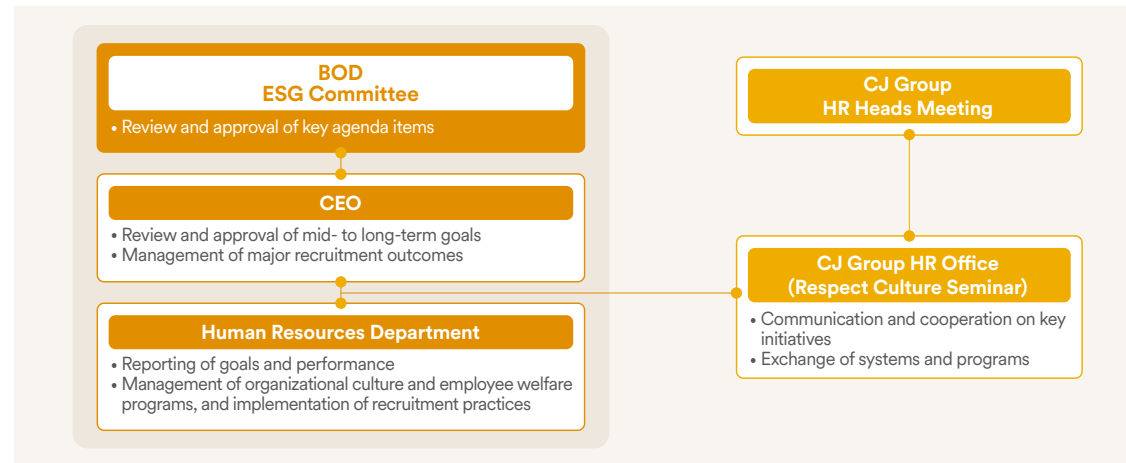 BOD
ESG Committee
• Review and approval of key agenda items
CEO
• Review and approval of mid- to long-term goals
• Management of major recruitment outcomes
Human Resources Department
• Reporting of goals and performance
• Management of organizational culture and employee welfare
programs, and implementation of recruitment practices
CJ Group
HR Heads Meeting
CJ Group HR Office
(Respect Culture Seminar)
• Communication and cooperation on key
initiatives
• Exchange of systems and programs